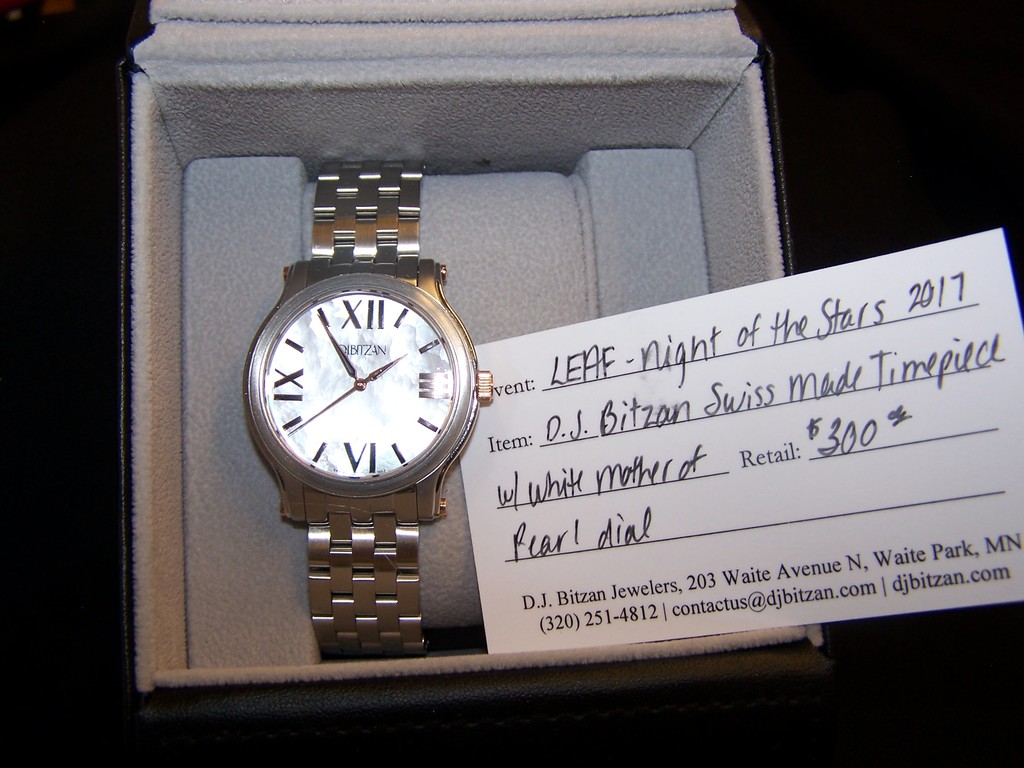 XII
DJBITZAN
IX
VI
vent: LEAF - Night of the Stars 2017
Item: D.J. Bitzan Swiss Made Timepiece
w/ white mother of Retail: $300 00
Pearl dial
D.J. Bitzan Jewelers, 203 Waite Avenue N, Waite Park, MN
(320) 251-4812 | contactus@djbitzan.com | djbitzan.com